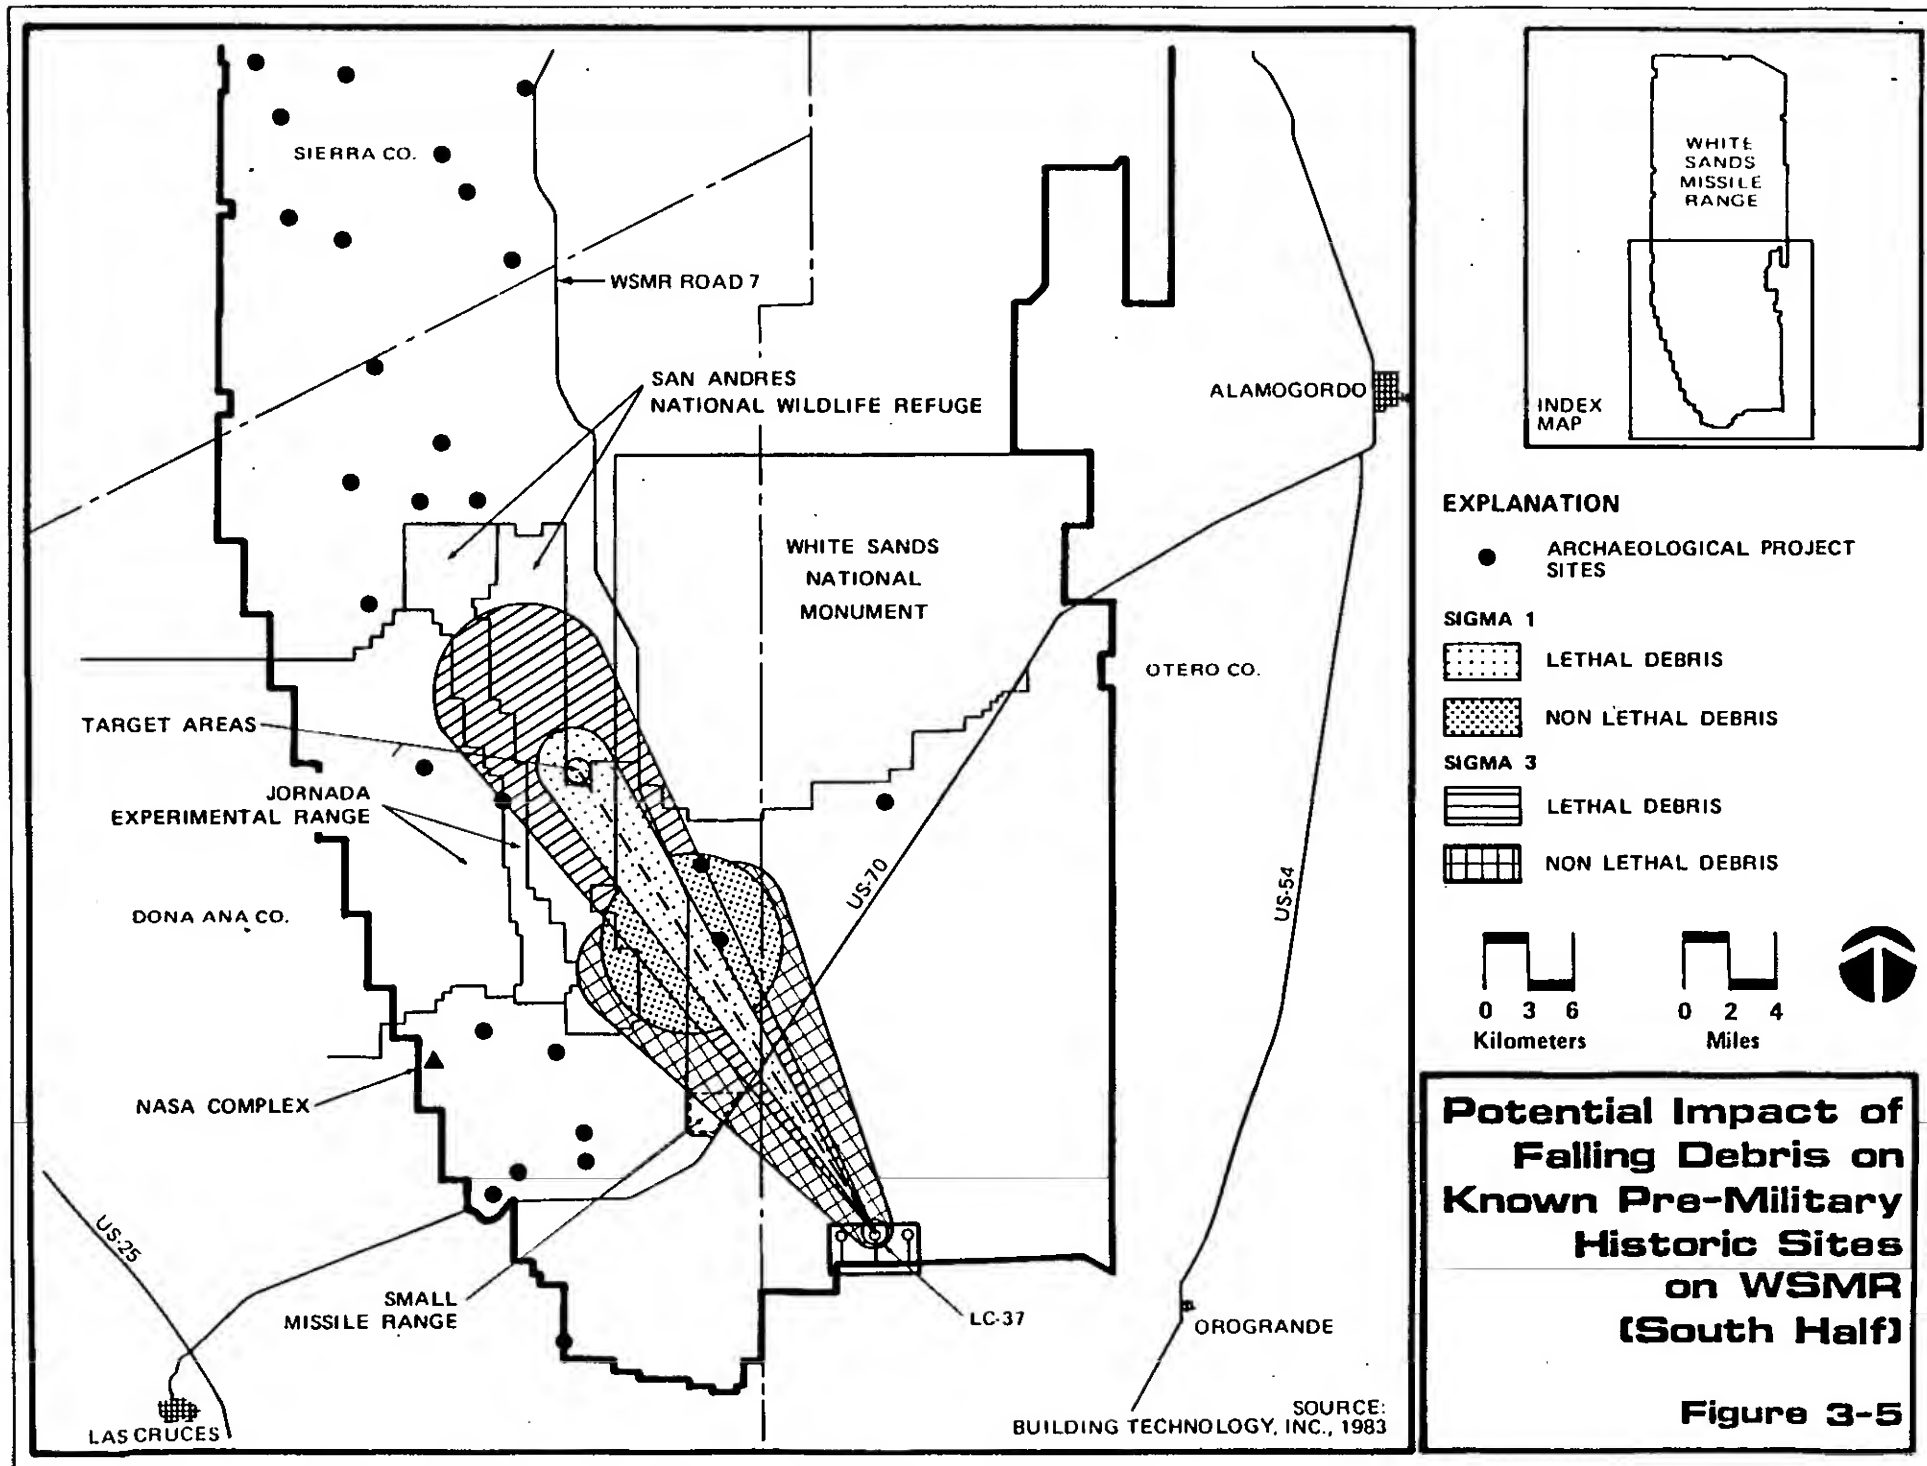 SIERRA CO.
WSMR ROAD 7
SAN ANDRES
NATIONAL WILDLIFE REFUGE
ALAMOGORDO
WHITE SANDS
NATIONAL
MONUMENT
OTERO CO.
TARGET AREAS
JORNADA
EXPERIMENTAL RANGE
DONA ANA CO.
US-70
US-54
NASA COMPLEX
US-25
SMALL
MISSILE RANGE
LC-37
OROGRANDE
LAS CRUCES
SOURCE:
BUILDING TECHNOLOGY, INC., 1983
WHITE
SANDS
MISSILE
RANGE
INDEX
MAP
EXPLANATION
ARCHAEOLOGICAL PROJECT
SITES
SIGMA 1
LETHAL DEBRIS
NON LETHAL DEBRIS
SIGMA 3
LETHAL DEBRIS
NON LETHAL DEBRIS
0 3 6
Kilometers
0 2 4
Miles
Potential Impact of
Falling Debris on
Known Pre-Military
Historic Sites
on WSMR
(South Half)
Figure 3-5